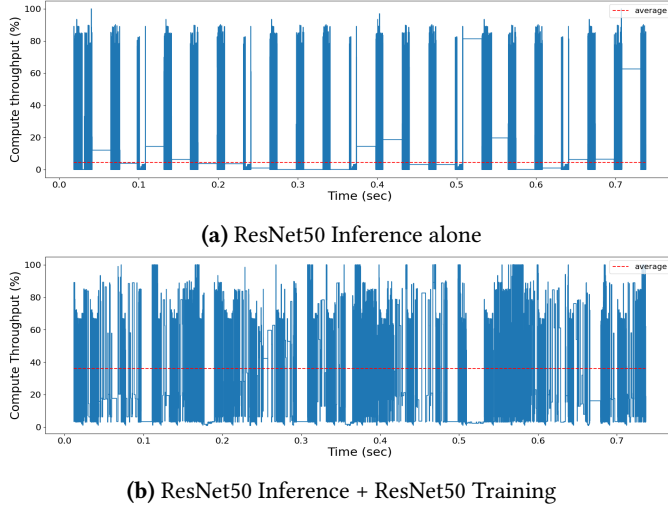 100
80
60
40
20
0
Compute throughput (%)
average
0.0 0.1 0.2 0.3 0.4 0.5 0.6 0.7
Time (sec)
(a) ResNet50 Inference alone
100
80
60
40
20
0
Compute Throughput (%)
average
0.0 0.1 0.2 0.3 0.4 0.5 0.6 0.7
Time (sec)
(b) ResNet50 Inference + ResNet50 Training